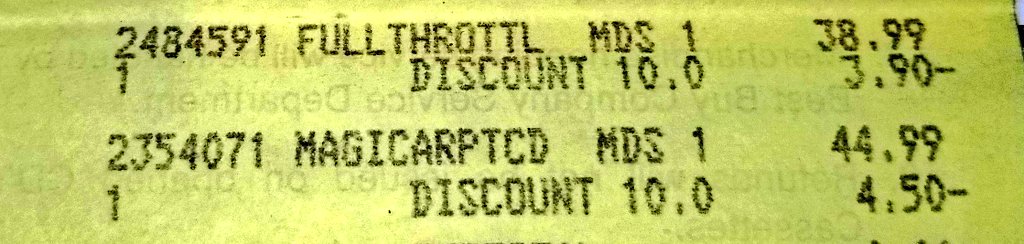 2484591 FULLTHROTTL MDS 1 38.99
1 DISCOUNT 10.0 3.90-
2354071 MAGICARPTCD MDS 1 44.99
1 DISCOUNT 10.0 4.50-